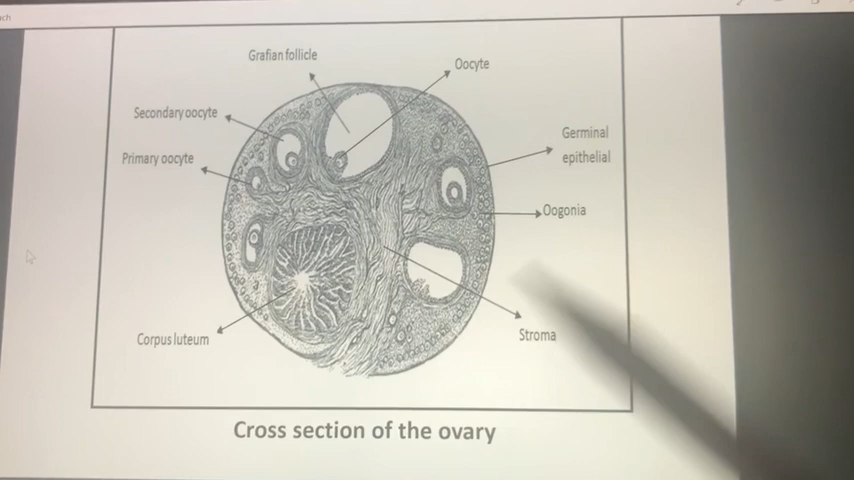 Grafian follicle
Oocyte
Secondary oocyte
Germinal
epithelial
Primary oocyte
Oogonia
Stroma
Corpus luteum
Cross section of the ovary